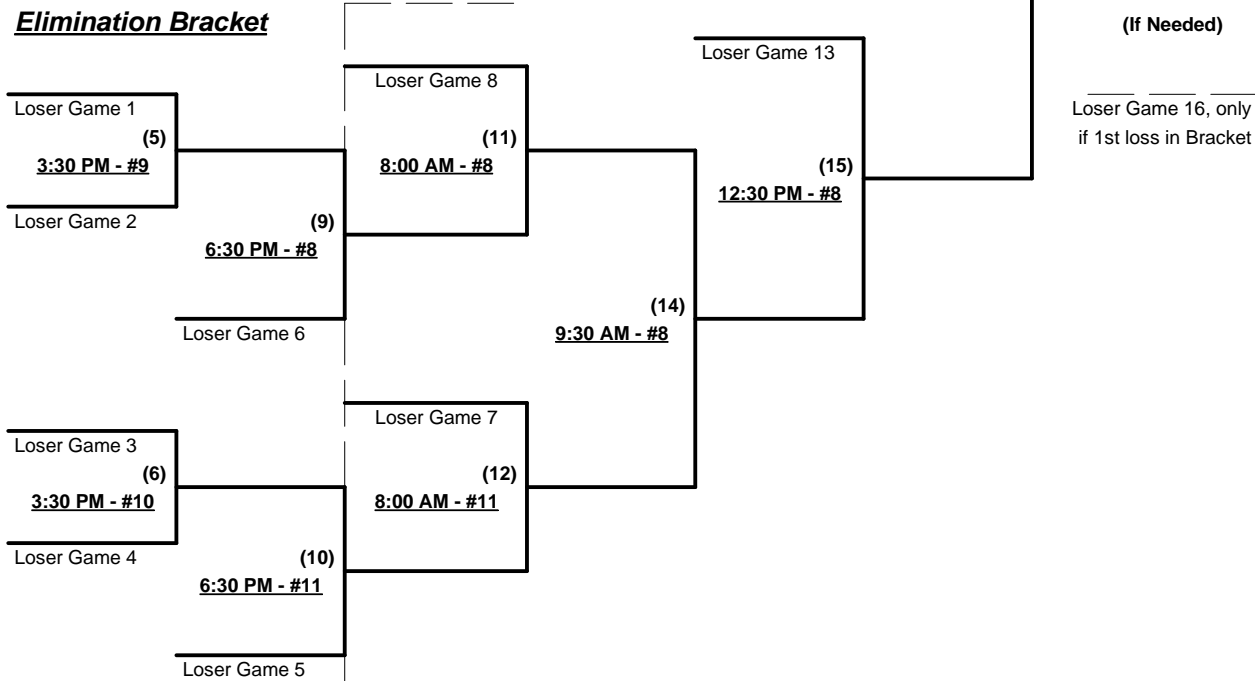 Elimination Bracket
(If Needed)
Loser Game 13
Loser Game 8
Loser Game 1
Loser Game 16, only
if 1st loss in Bracket
(5)
3:30 PM - #9
(11)
8:00 AM - #8
(15)
12:30 PM - #8
Loser Game 2
(9)
6:30 PM - #8
(14)
9:30 AM - #8
Loser Game 6
Loser Game 7
Loser Game 3
(6)
3:30 PM - #10
(12)
8:00 AM - #11
Loser Game 4
(10)
6:30 PM - #11
Loser Game 5